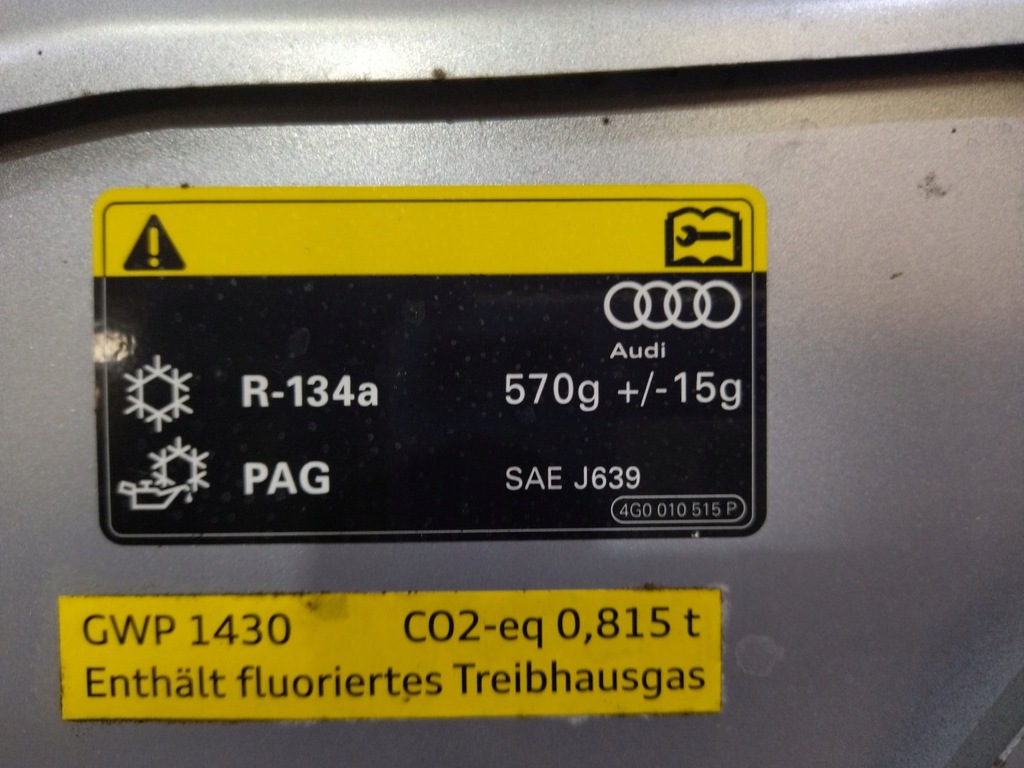 Audi
R-134a 570g +/-15g
PAG SAE J639
4G0 010 515 P
GWP 1430 CO2-eq 0,815 t
Enthält fluoriertes Treibhausgas